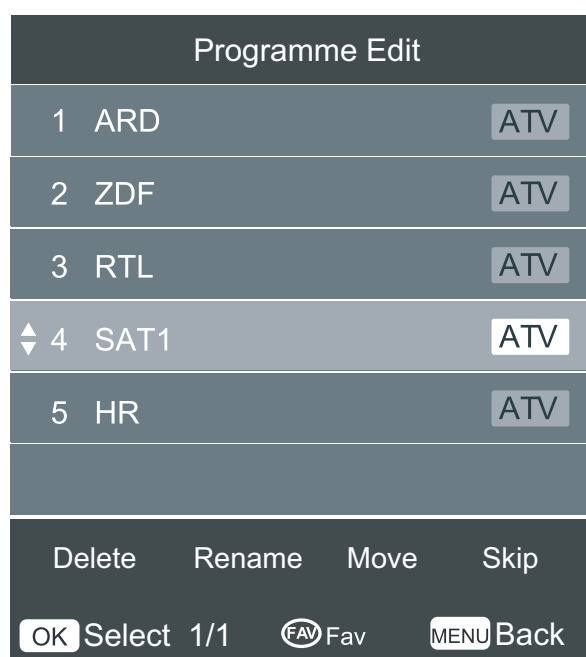 Programme Edit
1 ARD ATV
2 ZDF ATV
3 RTL ATV
4 SAT1 ATV
5 HR ATV
Delete Rename Move Skip
OK Select 1/1 FAV Fav MENU Back